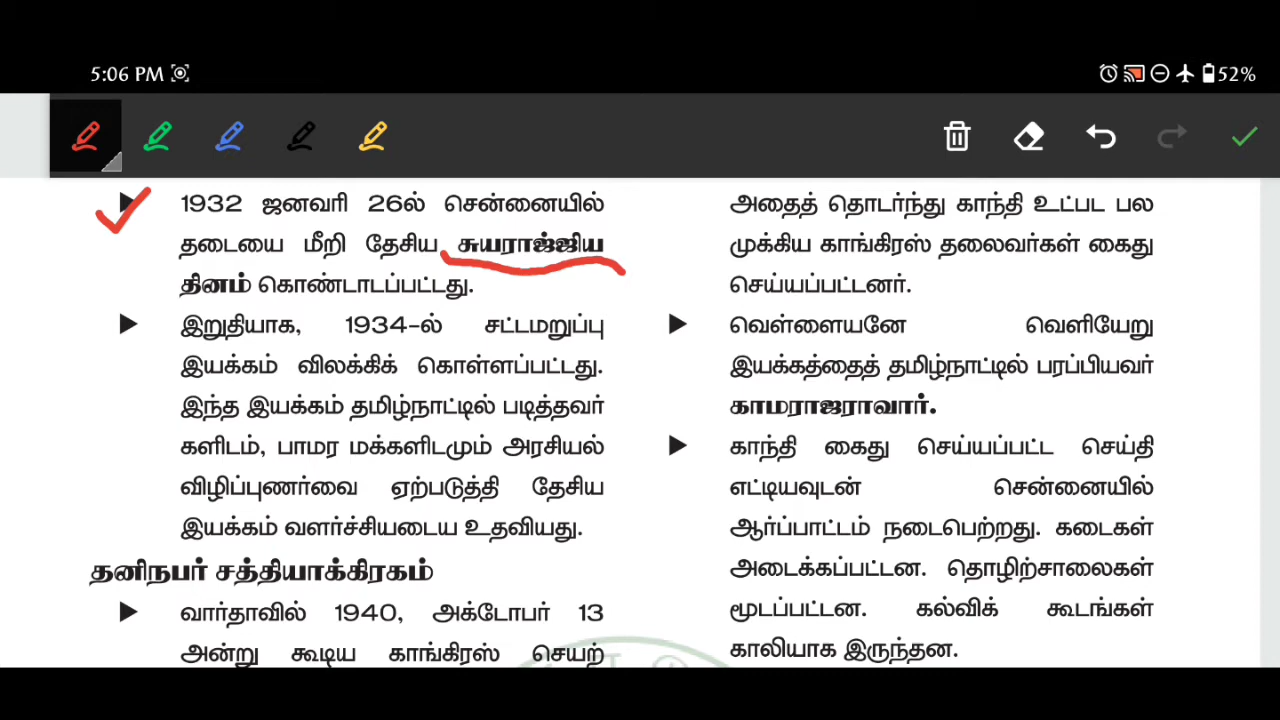 5:06 PM
52%
1932 ஜனவரி 26ல் சென்னையில்
தடையை மீறி தேசிய சுயராஜ்ஜிய
தினம் கொண்டாடப்பட்டது.
இறுதியாக, 1934-ல் சட்டமறுப்பு
இயக்கம் விலக்கிக் கொள்ளப்பட்டது.
இந்த இயக்கம் தமிழ்நாட்டில் படித்தவர்
களிடம், பாமர மக்களிடமும் அரசியல்
விழிப்புணர்வை ஏற்படுத்தி தேசிய
இயக்கம் வளர்ச்சியடைய உதவியது.
தனிநபர் சத்தியாக்கிரகம்
வார்தாவில் 1940, அக்டோபர் 13
அன்று கூடிய காங்கிரஸ் செயற்
அதைத் தொடர்ந்து காந்தி உட்பட பல
முக்கிய காங்கிரஸ் தலைவர்கள் கைது
செய்யப்பட்டனர்.
வெள்ளையனே வெளியேறு
இயக்கத்தைத் தமிழ்நாட்டில் பரப்பியவர்
காமராஜராவார்.
காந்தி கைது செய்யப்பட்ட செய்தி
எட்டியவுடன் சென்னையில்
ஆர்ப்பாட்டம் நடைபெற்றது. கடைகள்
அடைக்கப்பட்டன. தொழிற்சாலைகள்
மூடப்பட்டன. கல்விக் கூடங்கள்
காலியாக இருந்தன.